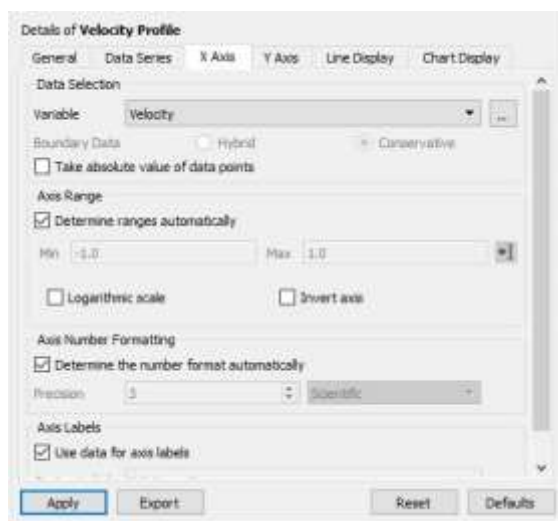 Details of Velocity Profile
General Data Series X Axis Y Axis Line Display Chart Display
Data Selection
Variable Velocity ...
Boundary Data Hybrid Conservative
Take absolute value of data points
Axis Range
Determine ranges automatically
Min -1.0 Max 1.0
Logarithmic scale Invert axis
Axis Number Formatting
Determine the number format automatically
Precision 3 Scientific
Axis Labels
Use data for axis labels
Apply Export Reset Defaults